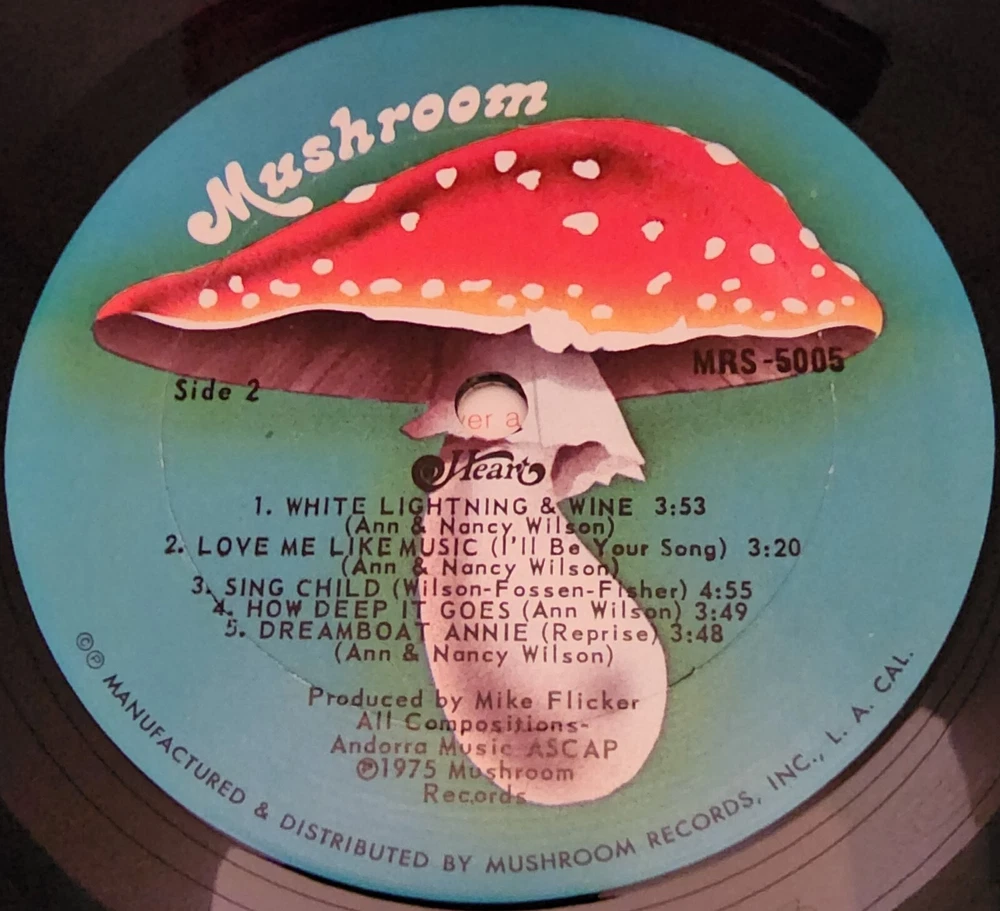 Mushroom
MRS-5005
Side 2
ver a
Heart
1. WHITE LIGHTNING & WINE 3:53
(Ann & Nancy Wilson)
2. LOVE ME LIKE MUSIC (I'll Be Your Song) 3:20
(Ann & Nancy Wilson)
3. SING CHILD (Wilson-Fossen-Fisher) 4:55
4. HOW DEEP IT GOES (Ann Wilson) 3:49
5. DREAMBOAT ANNIE (Reprise) 3:48
(Ann & Nancy Wilson)
Produced by Mike Flicker
All Compositions-
Andorra Music ASCAP
℗1975 Mushroom
Records
©℗ MANUFACTURED & DISTRIBUTED BY MUSHROOM RECORDS, INC., L. A. CAL.